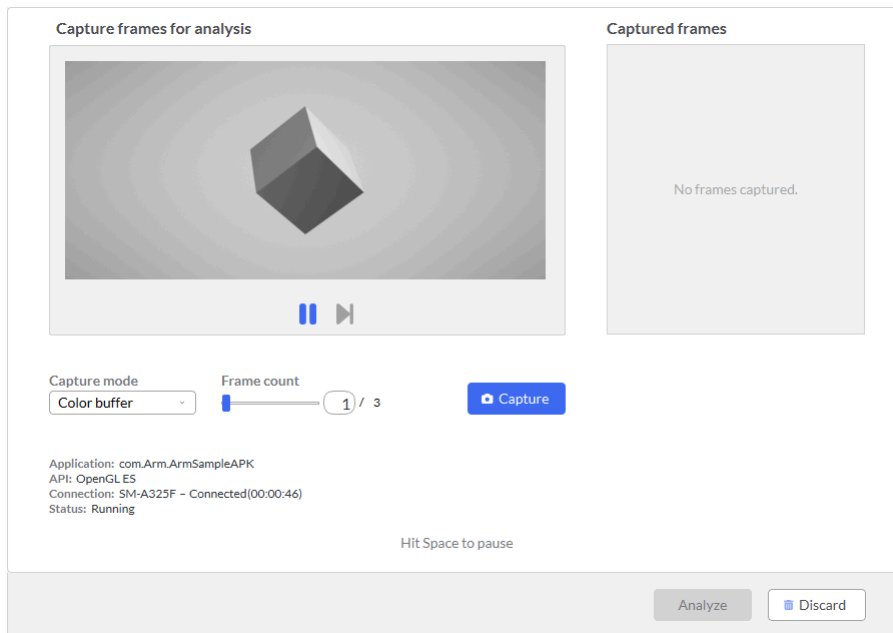 Capture frames for analysis
Captured frames
No frames captured.
Capture mode
Frame count
Color buffer
1 / 3
Capture
Application: com.Arm.ArmSampleAPK
API: OpenGL ES
Connection: SM-A325F – Connected(00:00:46)
Status: Running
Hit Space to pause
Analyze
Discard